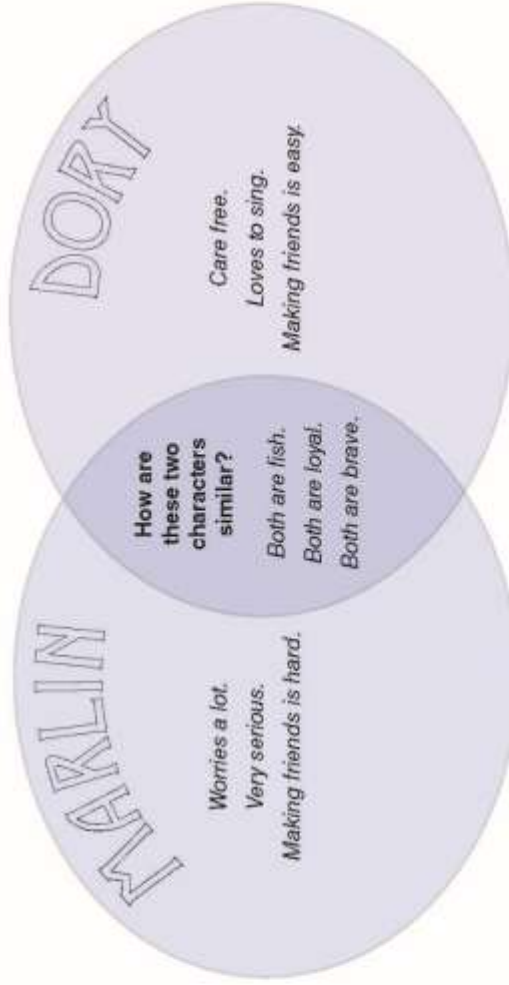 MARLIN
Worries a lot.
Very serious.
Making friends is hard.
How are
these two
characters
similar?
Both are fish.
Both are loyal.
Both are brave.
DORY
Care free.
Loves to sing.
Making friends is easy.